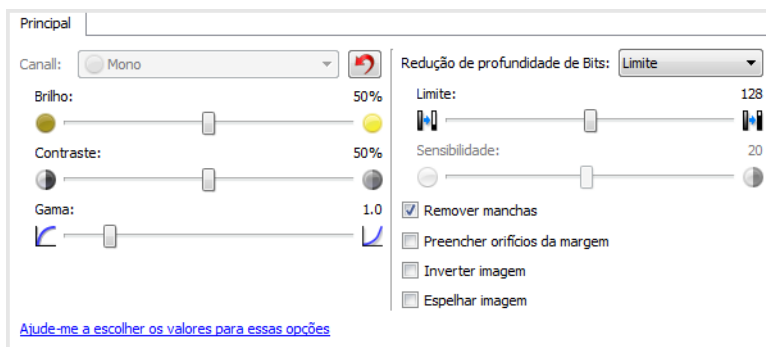 Principal
Canall: Mono
Brilho: 50%
Contraste: 50%
Gama: 1.0
Ajude-me a escolher os valores para essas opções
Redução de profundidade de Bits: Limite
Limite: 128
Sensibilidade: 20
Remover manchas
Preencher orifícios da margem
Inverter imagem
Espelhar imagem